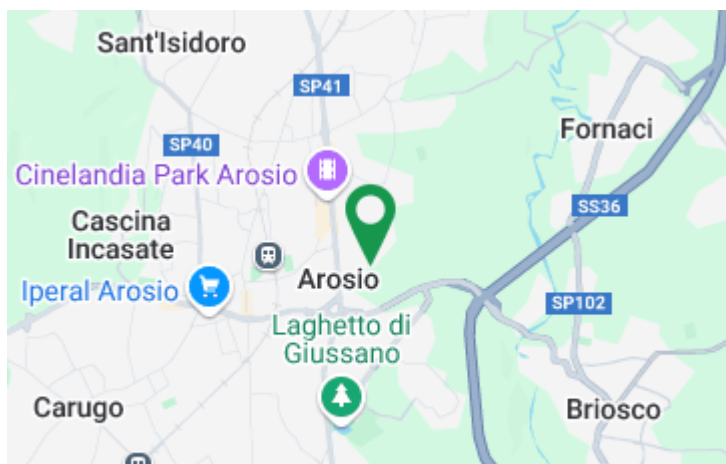 Sant'Isidoro
SP41
Fornaci
SP40
Cinelandia Park Arosio
SS36
Cascina
Incasate
Arosio
Iperal Arosio
SP102
Laghetto di
Giussano
Carugo
Briosco